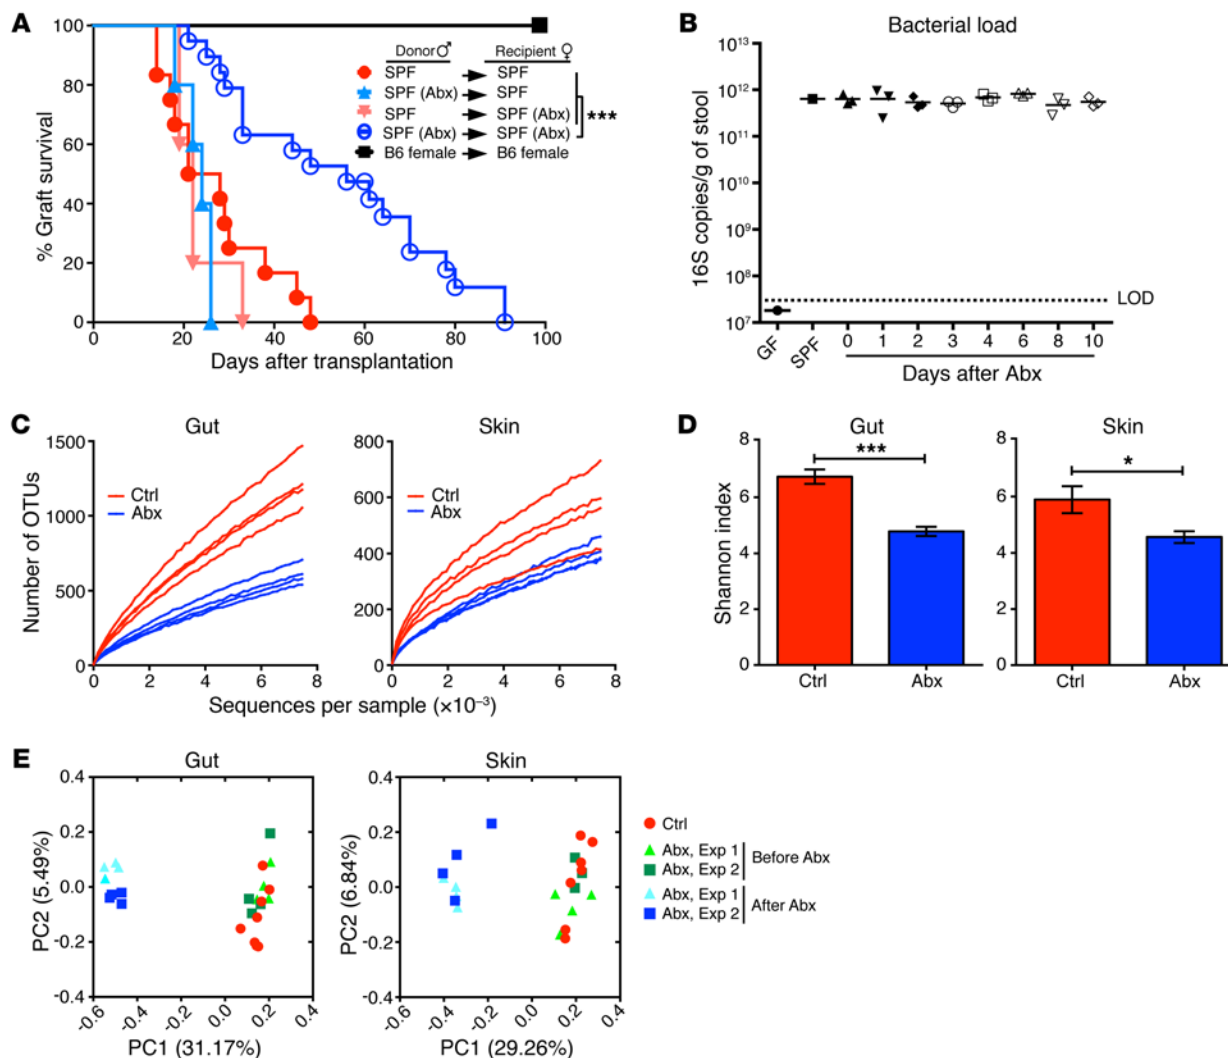 A
% Graft survival
100
80
60
40
20
0
0 20 40 60 80 100
Days after transplantation
Donor♂ Recipient ♀
SPF SPF
SPF (Abx) SPF
SPF SPF (Abx)
SPF (Abx) SPF (Abx)
B6 female B6 female
***
B
Bacterial load
16S copies/g of stool
10¹³
10¹²
10¹¹
10¹⁰
10⁹
10⁸
10⁷
LOD
GF SPF 0 1 2 3 4 6 8 10
Days after Abx
C
Gut
Number of OTUs
1500
1000
500
0
0 2 4 6 8
Ctrl
Abx
Skin
800
600
400
200
0
0 2 4 6 8
Ctrl
Abx
Sequences per sample (×10⁻³)
D
Gut
Shannon index
8
6
4
2
0
***
Ctrl Abx
Skin
8
6
4
2
0
*
Ctrl Abx
E
Gut
PC2 (5.49%)
0.4
0.2
0.0
-0.2
-0.4
-0.6 -0.4 -0.2 0.0 0.2 0.4
PC1 (31.17%)
Skin
PC2 (6.84%)
0.4
0.2
0.0
-0.2
-0.4
-0.6 -0.4 -0.2 0.0 0.2 0.4
PC1 (29.26%)
Ctrl
Abx, Exp 1
Abx, Exp 2
Before Abx
Abx, Exp 1
Abx, Exp 2
After Abx